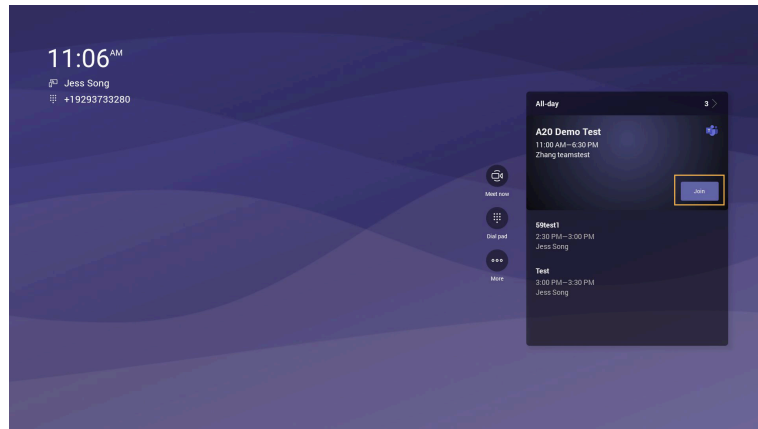 11:06 AM
Jess Song
+19293733280
All-day 3
A20 Demo Test
11:00 AM—6:30 PM
Zhang teamstest
Join
Meet now
Dial pad
More
59test1
2:30 PM—3:00 PM
Jess Song
Test
3:00 PM—3:30 PM
Jess Song